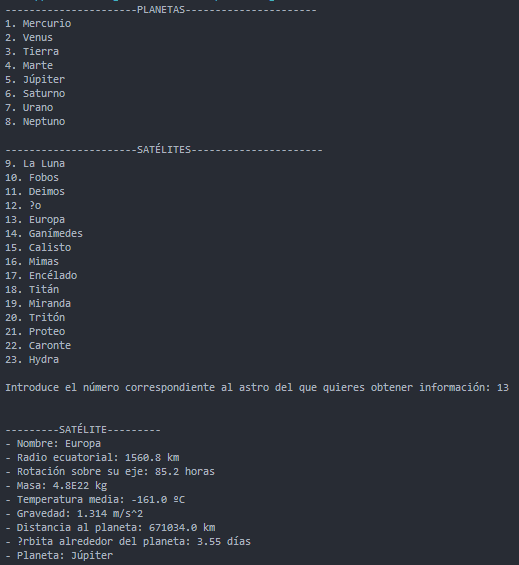 ----------------------PLANETAS----------------------
1. Mercurio
2. Venus
3. Tierra
4. Marte
5. Júpiter
6. Saturno
7. Urano
8. Neptuno
----------------------SATÉLITES----------------------
9. La Luna
10. Fobos
11. Deimos
12. ?o
13. Europa
14. Ganímedes
15. Calisto
16. Mimas
17. Encélado
18. Titán
19. Miranda
20. Tritón
21. Proteo
22. Caronte
23. Hydra
Introduce el número correspondiente al astro del que quieres obtener información: 13
---------SATÉLITE---------
- Nombre: Europa
- Radio ecuatorial: 1560.8 km
- Rotación sobre su eje: 85.2 horas
- Masa: 4.8E22 kg
- Temperatura media: -161.0 ºC
- Gravedad: 1.314 m/s^2
- Distancia al planeta: 671034.0 km
- ?rbita alrededor del planeta: 3.55 días
- Planeta: Júpiter